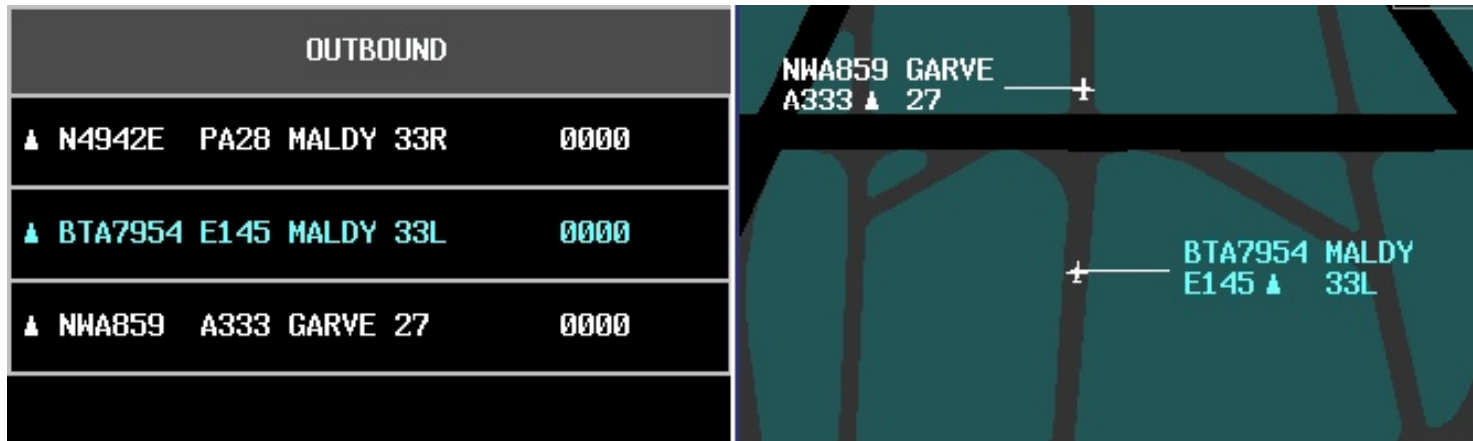 OUTBOUND
N4942E PA28 MALDY 33R 0000
BTA7954 E145 MALDY 33L 0000
NWA859 A333 GARVE 27 0000
NWA859 GARVE
A333 27
BTA7954 MALDY
E145 33L